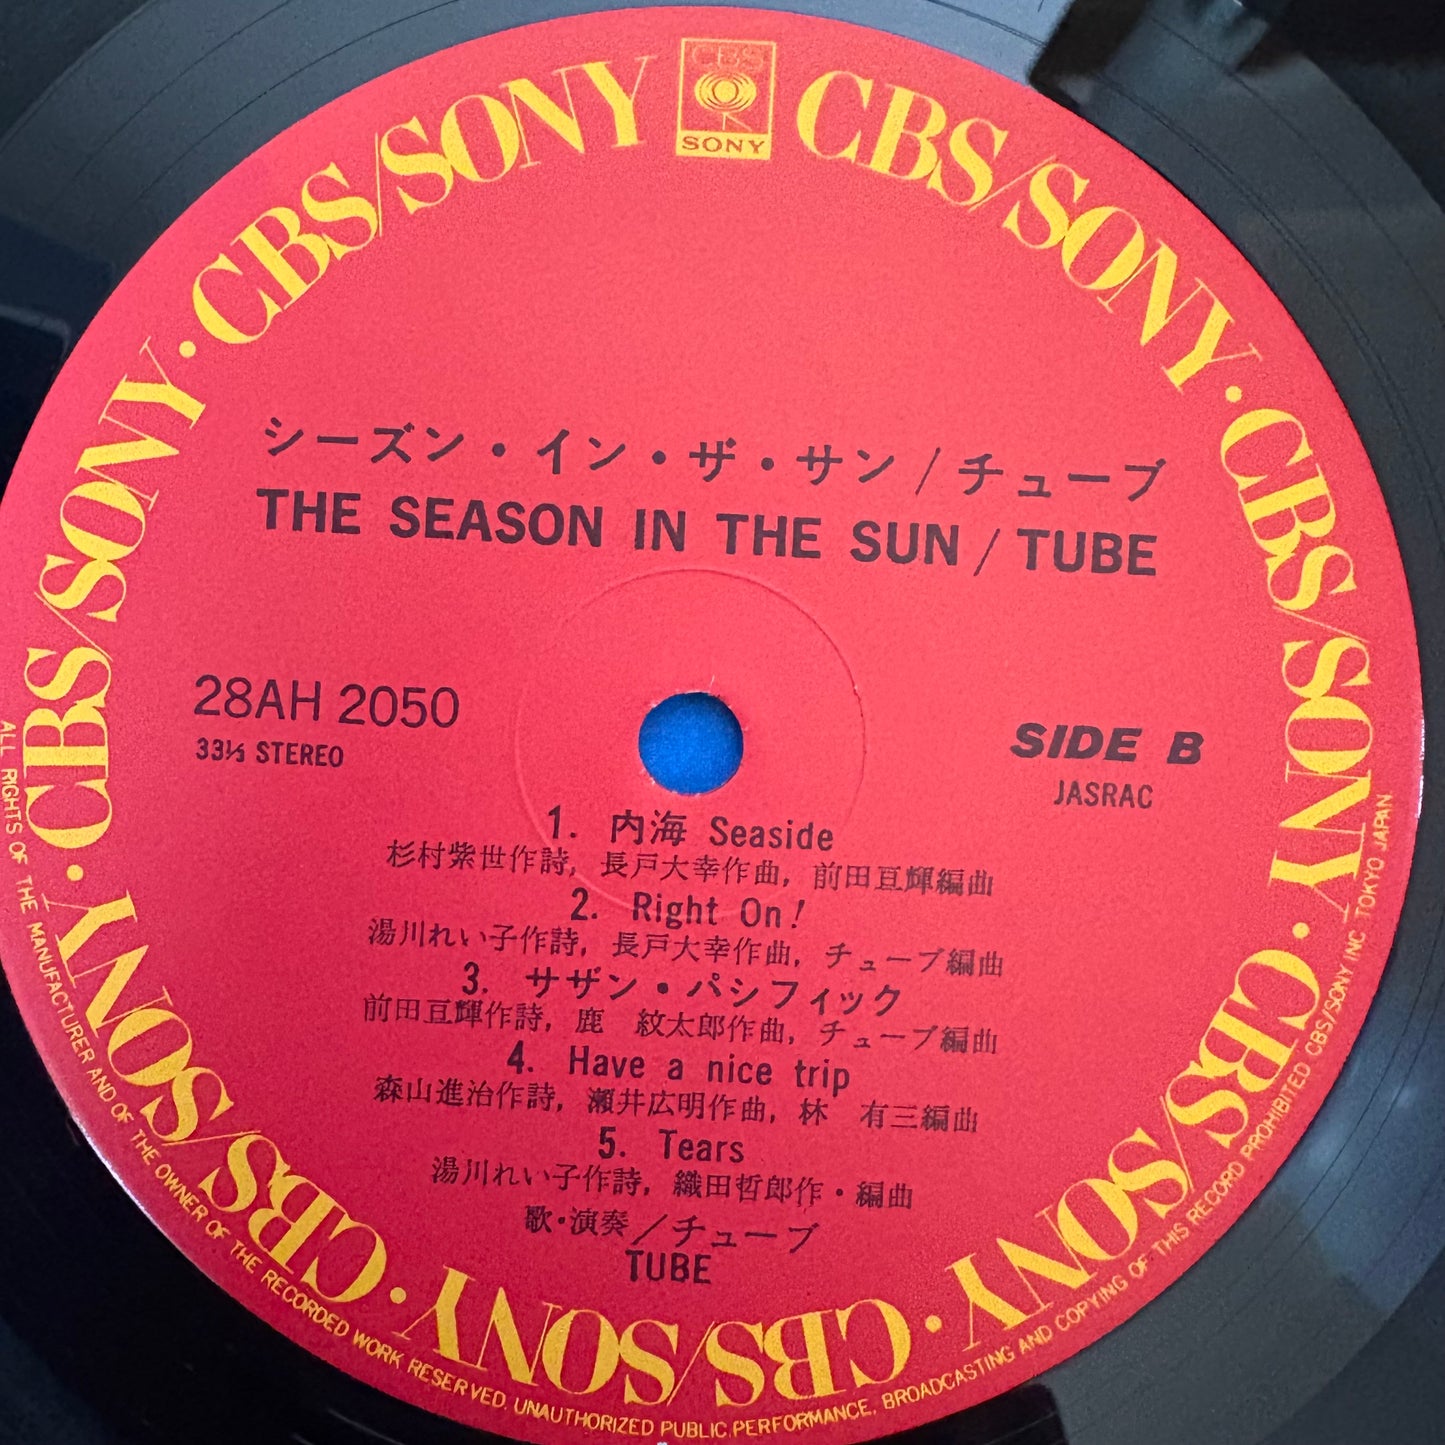 CBS
SONY
CBS/SONY · CBS/SONY · CBS/SONY · CBS/SONY · CBS/SONY · CBS/SONY · CBS/SONY · CBS/SONY
シーズン・イン・ザ・サン/チューブ
THE SEASON IN THE SUN/TUBE
28AH 2050
33⅓ STEREO
SIDE B
JASRAC
1. 内海 Seaside
杉村紫世作詩, 長戸大幸作曲, 前田亘輝編曲
2. Right On!
湯川れい子作詩, 長戸大幸作曲, チューブ編曲
3. サザン・パシフィック
前田亘輝作詩, 鹿 紋太郎作曲, チューブ編曲
4. Have a nice trip
森山進治作詩, 瀬井広明作曲, 林 有三編曲
5. Tears
湯川れい子作詩, 織田哲郎作・編曲
歌・演奏/チューブ
TUBE
ALL RIGHTS OF THE MANUFACTURER AND OF THE OWNER OF THE RECORDED WORK RESERVED. UNAUTHORIZED PUBLIC PERFORMANCE, BROADCASTING AND COPYING OF THIS RECORD PROHIBITED CBS/SONY INC TOKYO JAPAN